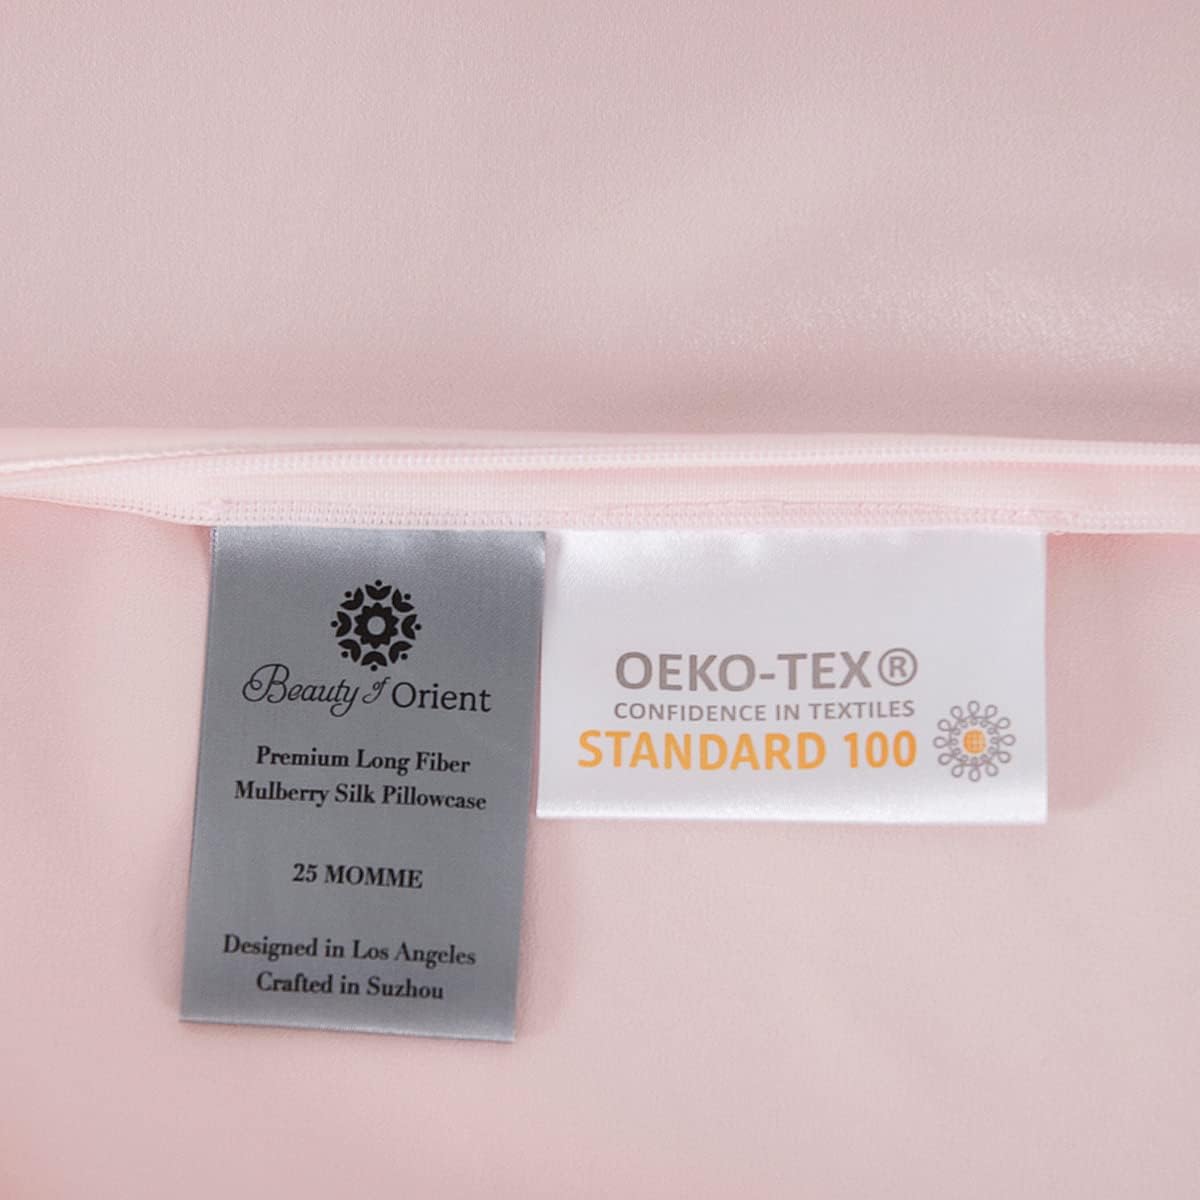 Beauty of Orient
Premium Long Fiber
Mulberry Silk Pillowcase
25 MOMME
Designed in Los Angeles
Crafted in Suzhou
OEKO-TEX®
CONFIDENCE IN TEXTILES
STANDARD 100